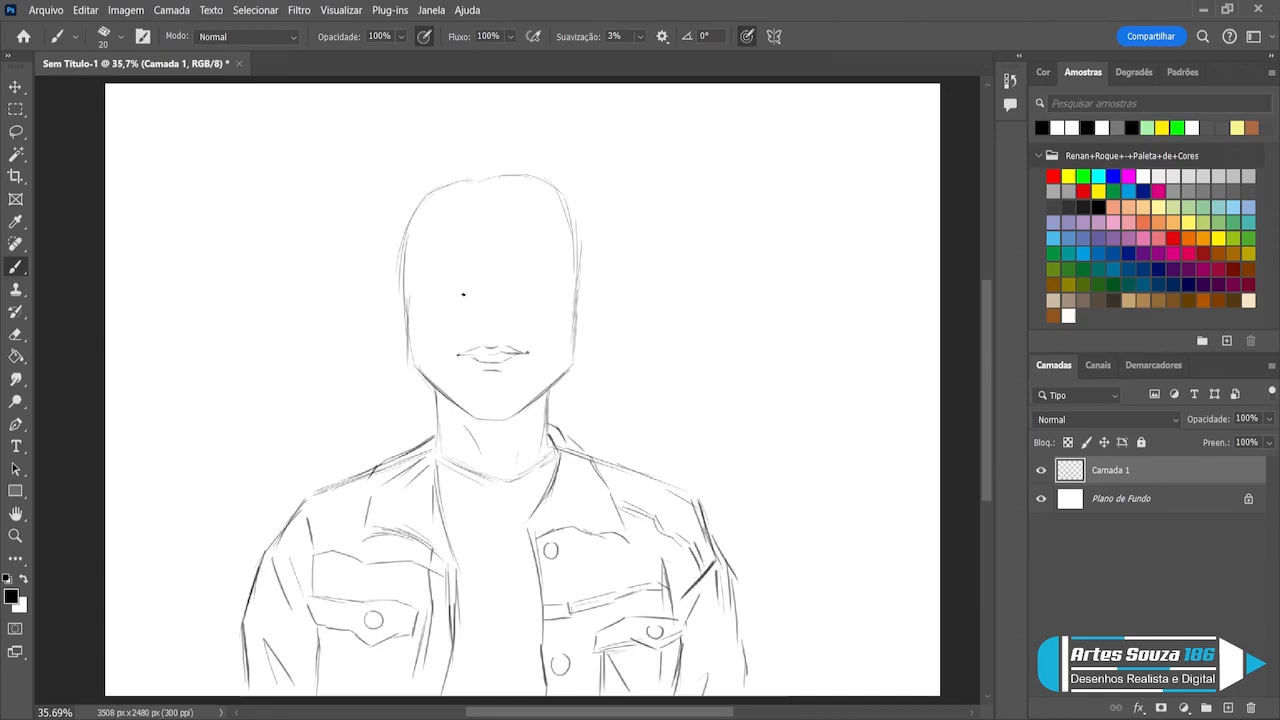 Ps Arquivo Editar Imagem Camada Texto Selecionar Filtro Visualizar Plug-ins Janela Ajuda
20 Modo: Normal Opacidade: 100% Fluxo: 100% Suavização: 3% 0° Compartilhar
Sem Título-1 @ 35,7% (Camada 1, RGB/8) *
Cor Amostras Degradês Padrões
Pesquisar amostras
Renan+Roque+-+Paleta+de+Cores
Camadas Canais Demarcadores
Tipo
Normal Opacidade: 100%
Bloq.: Preen.: 100%
Camada 1
Plano de Fundo
Artes Souza 186
Desenhos Realista e Digital
35.69% 3508 px x 2480 px (300 ppi)